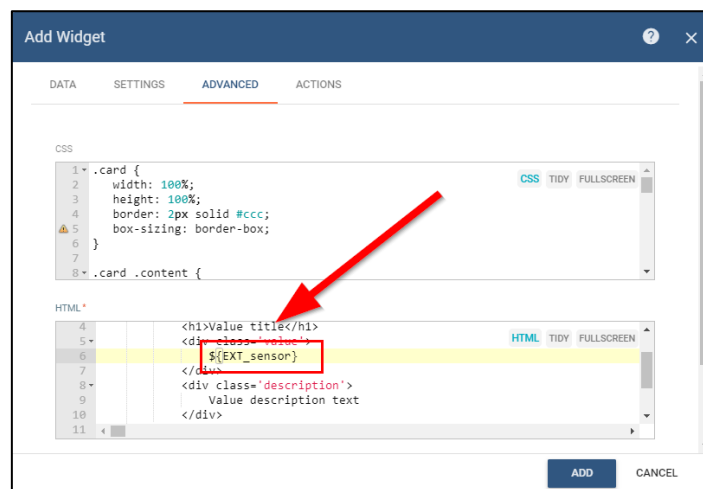 Add Widget
DATA SETTINGS ADVANCED ACTIONS
CSS
CSS TIDY FULLSCREEN
1 .card {
2 width: 100%;
3 height: 100%;
4 border: 2px solid #ccc;
5 box-sizing: border-box;
6 }
7
8 .card .content {
HTML*
HTML TIDY FULLSCREEN
4 <h1>Value title</h1>
5 <div class='value'>
6 ${EXT_sensor}
7 </div>
8 <div class='description'>
9 Value description text
10 </div>
11
ADD CANCEL